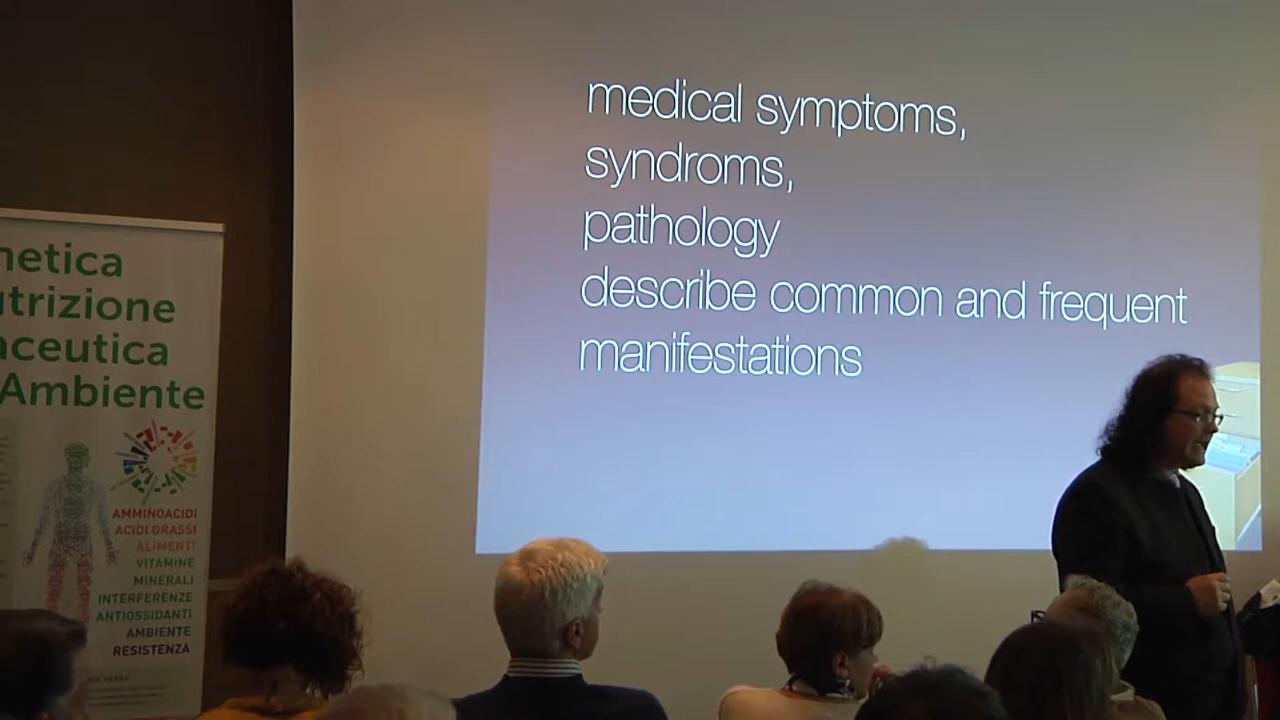 medical symptoms,
syndroms,
pathology
describe common and frequent
manifestations
netica
utrizione
aceutica
Ambiente
AMMINOACIDI
ACIDI GRASSI
ALIMENTI
VITAMINE
MINERALI
INTERFERENZE
ANTIOSSIDANTI
AMBIENTE
RESISTENZA